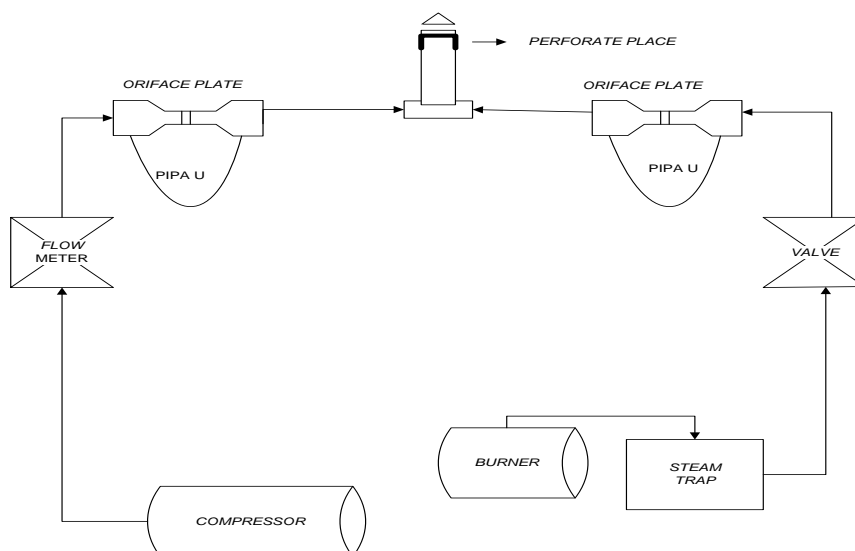 PERFORATE PLACE
ORIFACE PLATE
ORIFACE PLATE
PIPA U
PIPA U
FLOW
METER
VALVE
BURNER
STEAM
TRAP
COMPRESSOR